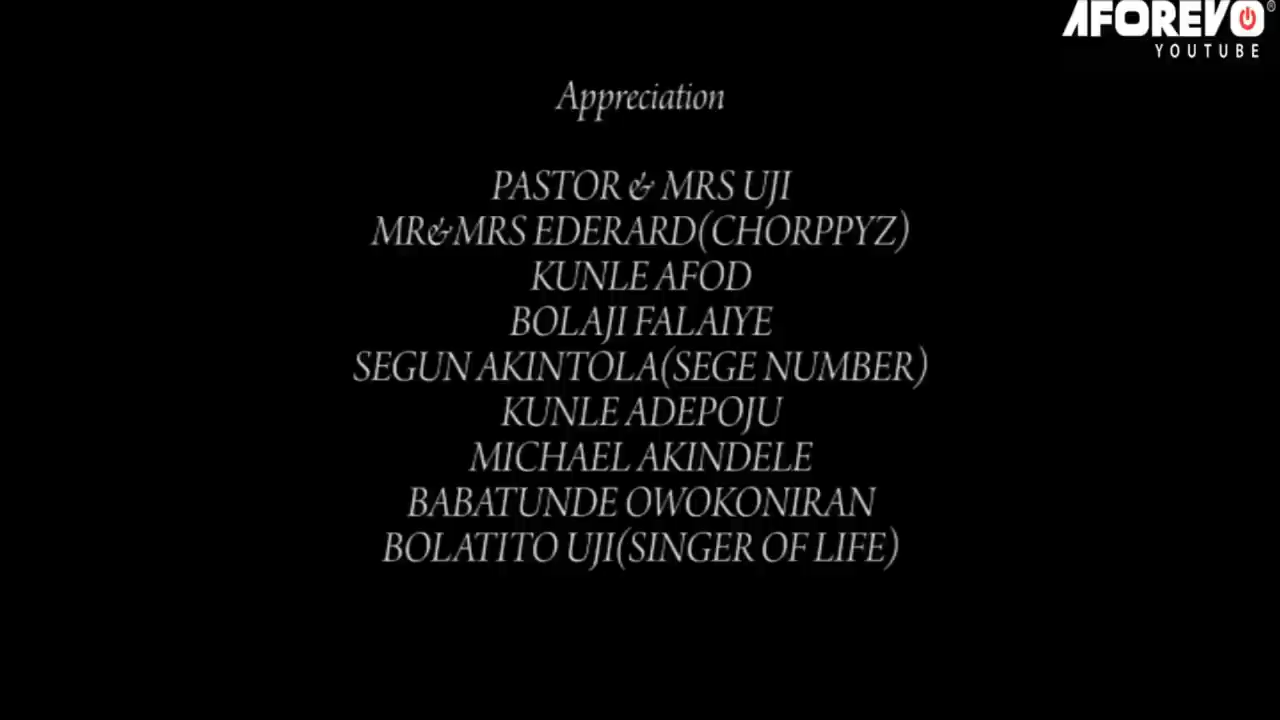 AFOREVO®
YOUTUBE
Appreciation
PASTOR & MRS UJI
MR&MRS EDERARD(CHORPPYZ)
KUNLE AFOD
BOLAJI FALAIYE
SEGUN AKINTOLA(SEGE NUMBER)
KUNLE ADEPOJU
MICHAEL AKINDELE
BABATUNDE OWOKONIRAN
BOLATITO UJI(SINGER OF LIFE)